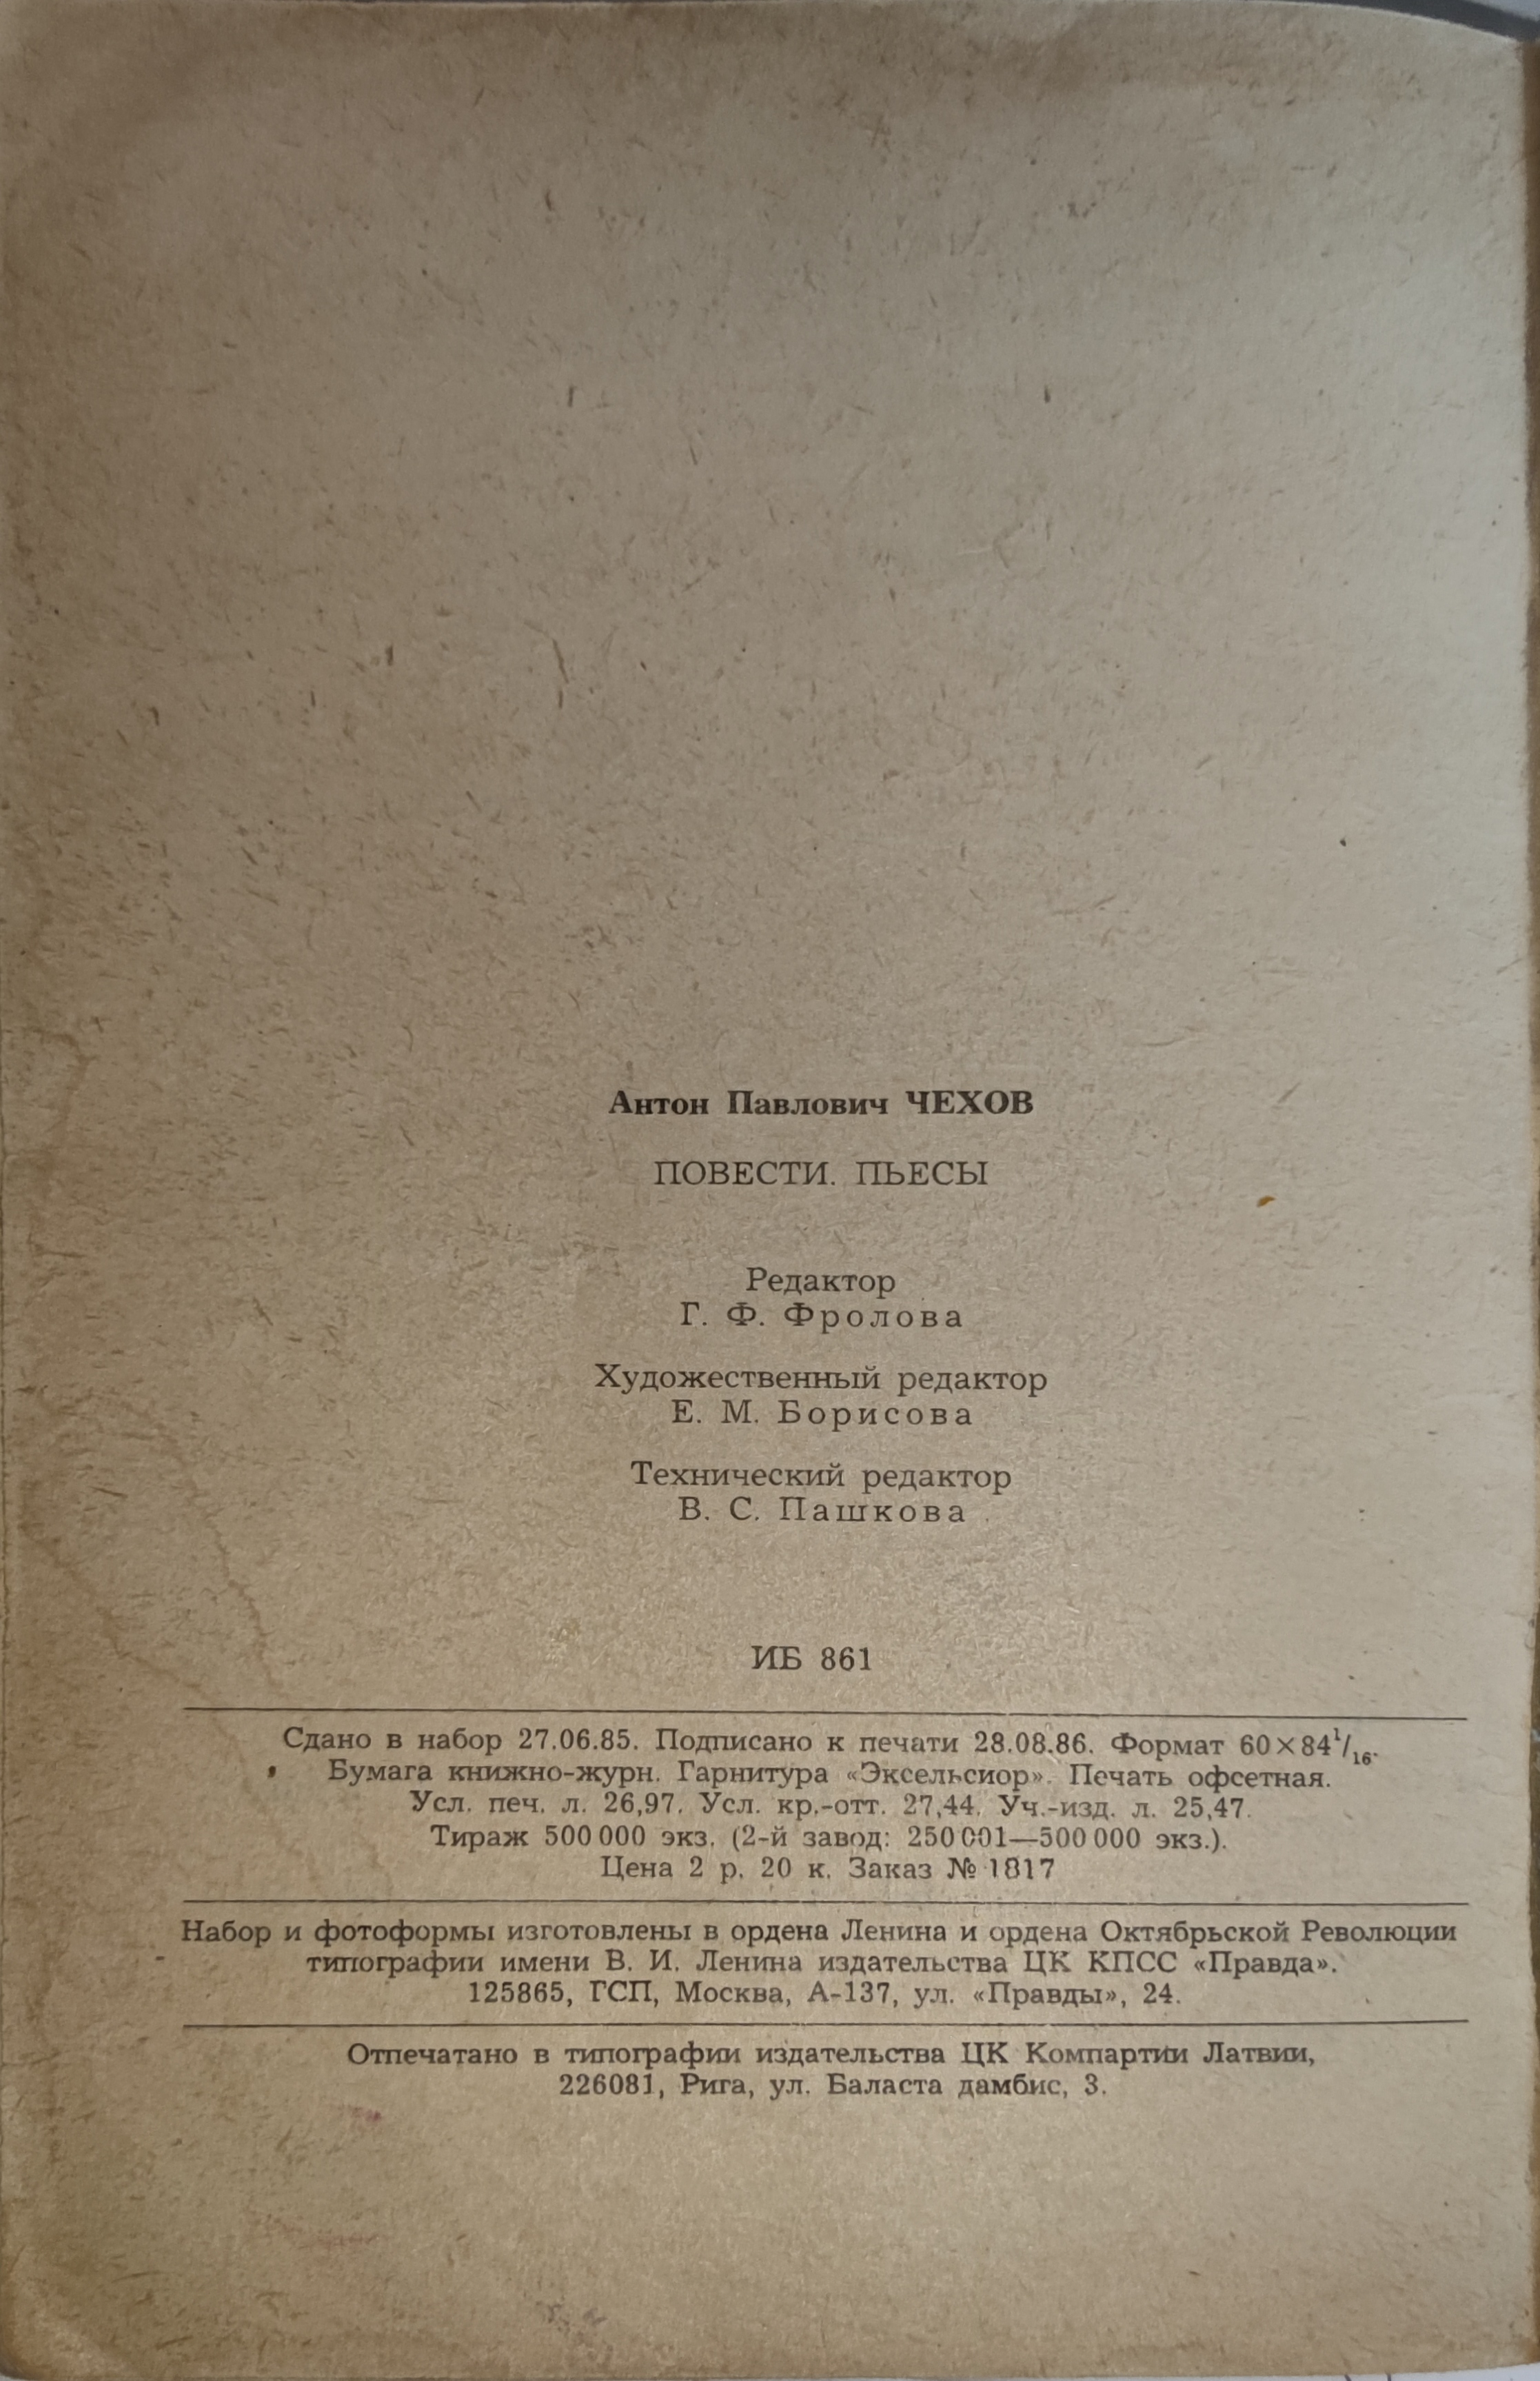 Антон Павлович ЧЕХОВ
ПОВЕСТИ. ПЬЕСЫ
Редактор
Г. Ф. Фролова
Художественный редактор
Е. М. Борисова
Технический редактор
В. С. Пашкова
ИБ 861
Сдано в набор 27.06.85. Подписано к печати 28.08.86. Формат 60×84¹/₁₆.
Бумага книжно-журн. Гарнитура «Эксельсиор». Печать офсетная.
Усл. печ. л. 26,97. Усл. кр.-отт. 27,44. Уч.-изд. л. 25,47.
Тираж 500 000 экз. (2-й завод: 250 001—500 000 экз.).
Цена 2 р. 20 к. Заказ № 1817
Набор и фотоформы изготовлены в ордена Ленина и ордена Октябрьской Революции
типографии имени В. И. Ленина издательства ЦК КПСС «Правда».
125865, ГСП, Москва, А-137, ул. «Правды», 24.
Отпечатано в типографии издательства ЦК Компартии Латвии,
226081, Рига, ул. Баласта дамбис, 3.